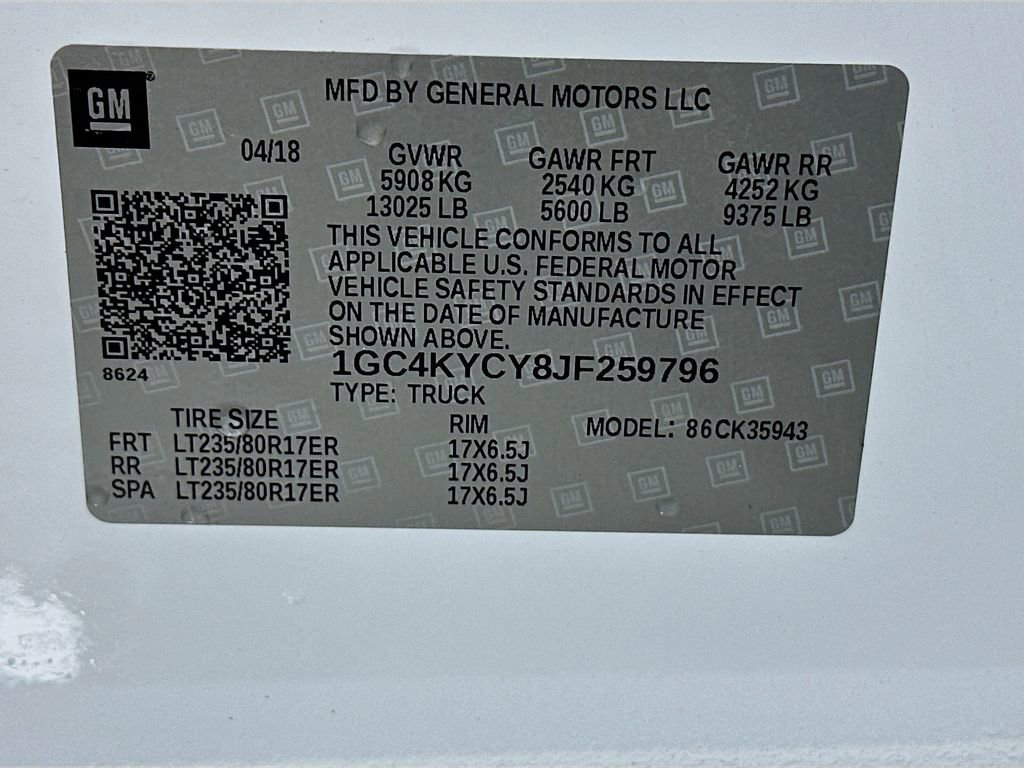 GM
MFD BY GENERAL MOTORS LLC
04/18
GVWR GAWR FRT GAWR RR
5908 KG 2540 KG 4252 KG
13025 LB 5600 LB 9375 LB
THIS VEHICLE CONFORMS TO ALL
APPLICABLE U.S. FEDERAL MOTOR
VEHICLE SAFETY STANDARDS IN EFFECT
ON THE DATE OF MANUFACTURE
SHOWN ABOVE.
8624
1GC4KYCY8JF259796
TYPE: TRUCK
TIRE SIZE RIM MODEL: 86CK35943
FRT LT235/80R17ER 17X6.5J
RR LT235/80R17ER 17X6.5J
SPA LT235/80R17ER 17X6.5J